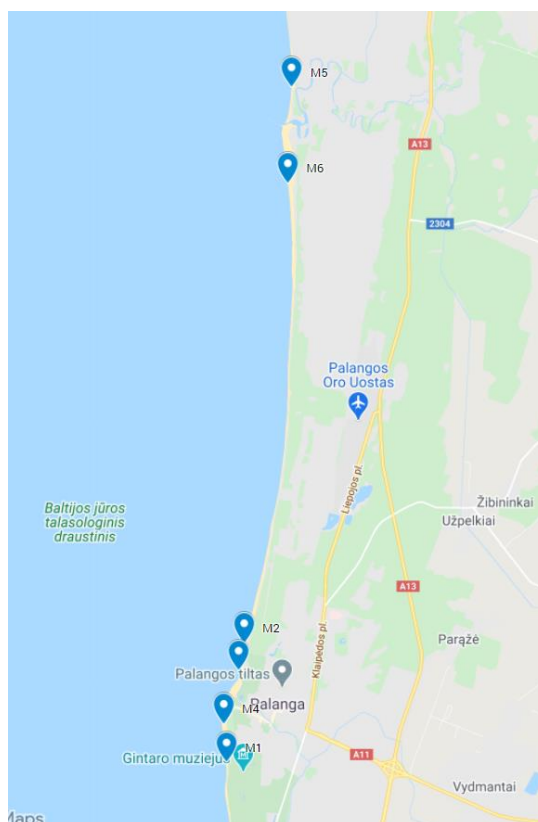 M5
A13
M6
2304
Palangos
Oro Uostas
Liepojos pl.
Žibininkai
Užpelkiai
Baltijos jūros
talasologinis
draustinis
A13
Klaipėdos pl.
M2
Parąžė
Palangos tiltas
Palanga
M4
M1
Gintaro muziejus
A11
Vydmantai
Maps